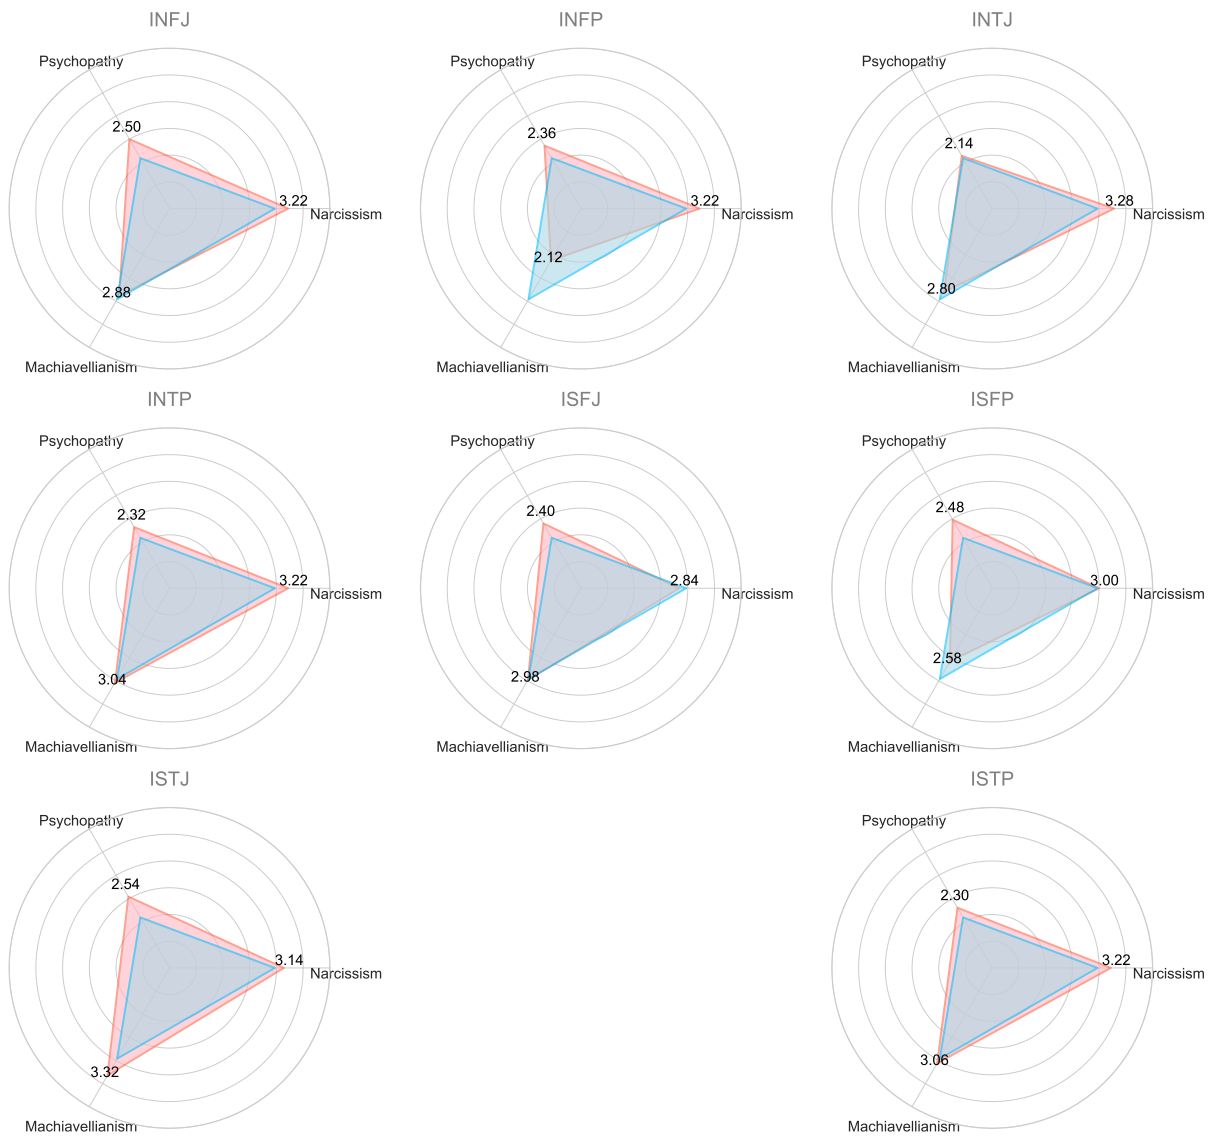 INFJ
Psychopathy
2.50
3.22
Narcissism
2.88
Machiavellianism
INFP
Psychopathy
2.36
3.22
Narcissism
2.12
Machiavellianism
INTJ
Psychopathy
2.14
3.28
Narcissism
2.80
Machiavellianism
INTP
Psychopathy
2.32
3.22
Narcissism
3.04
Machiavellianism
ISFJ
Psychopathy
2.40
2.84
Narcissism
2.98
Machiavellianism
ISFP
Psychopathy
2.48
3.00
Narcissism
2.58
Machiavellianism
ISTJ
Psychopathy
2.54
3.14
Narcissism
3.32
Machiavellianism
ISTP
Psychopathy
2.30
3.22
Narcissism
3.06
Machiavellianism